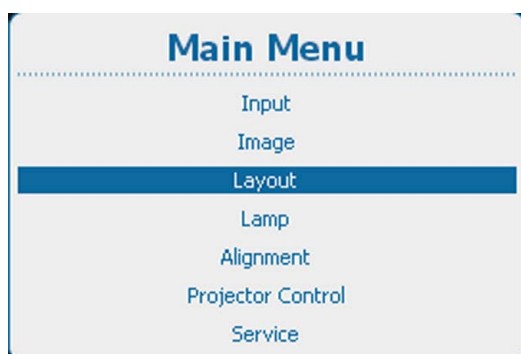 Main Menu
Input
Image
Layout
Lamp
Alignment
Projector Control
Service